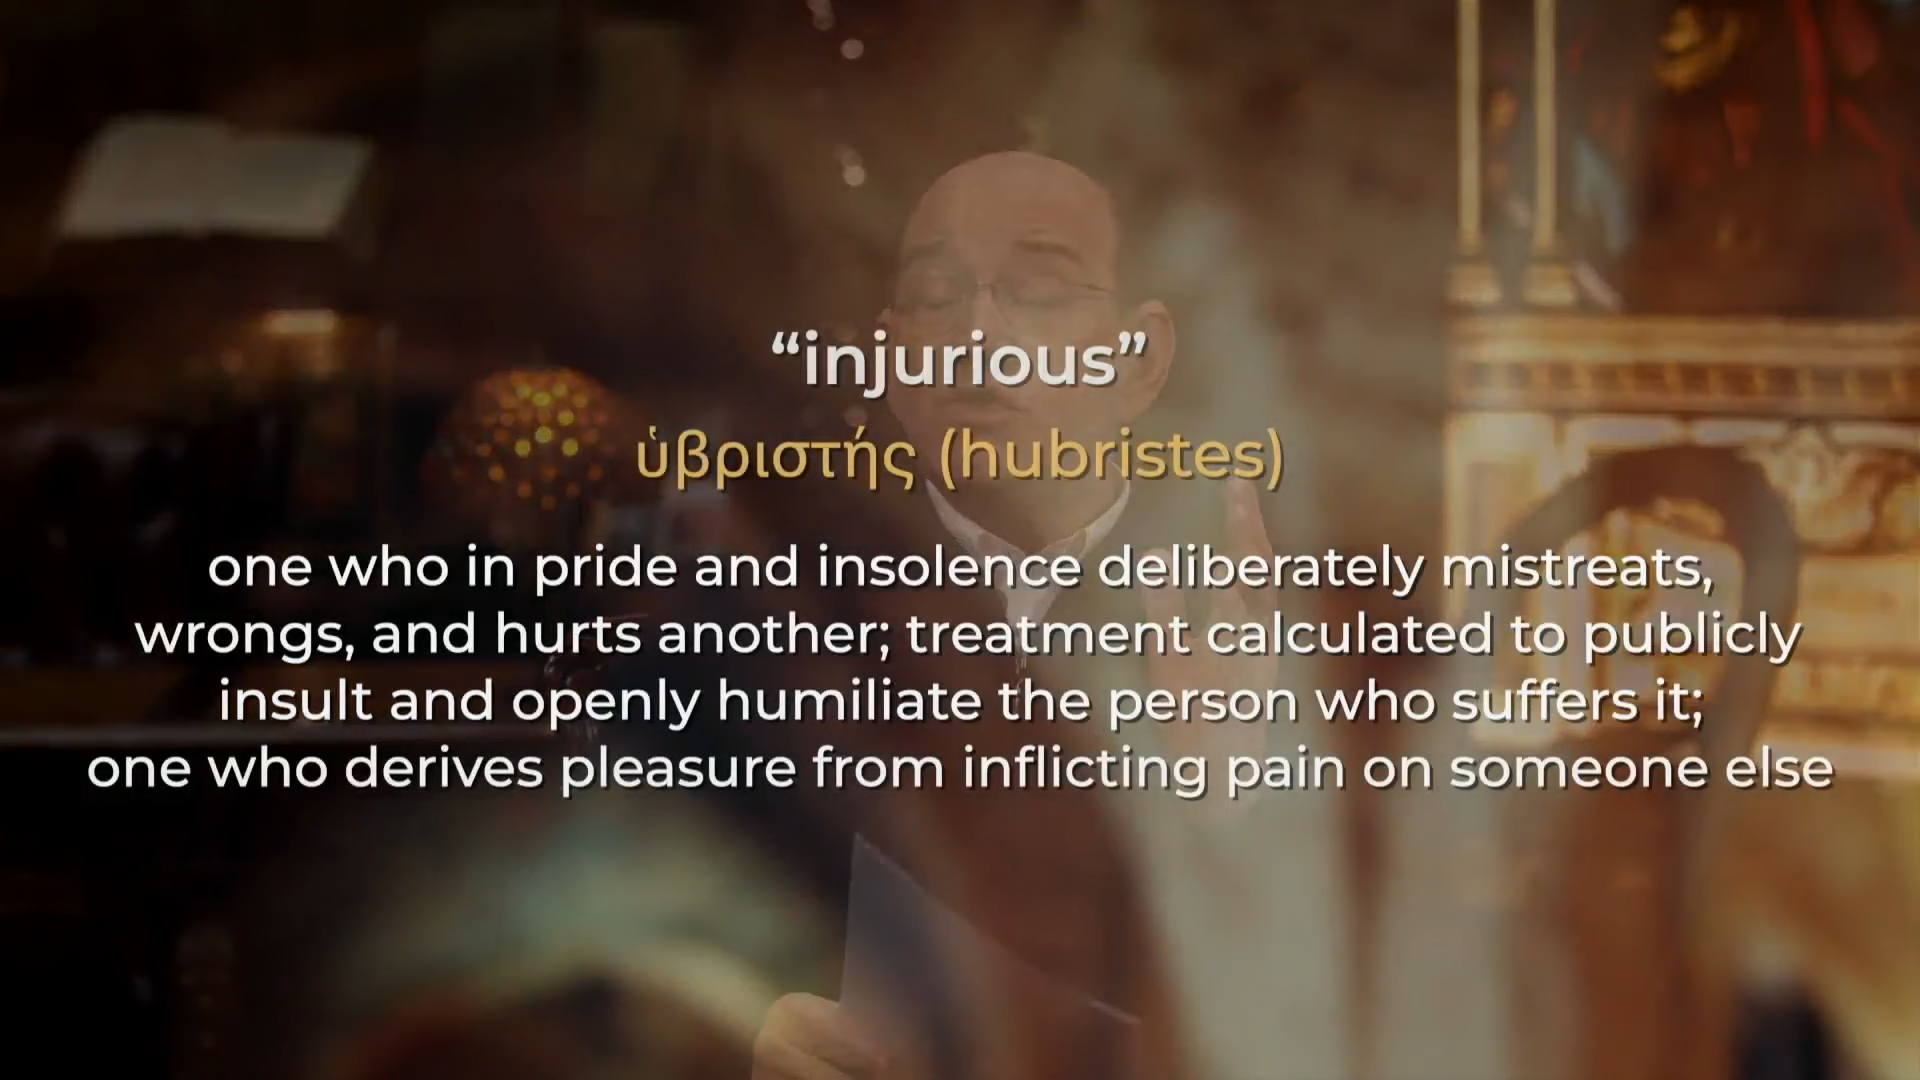 “injurious”
ὑβριστής (hubristes)
one who in pride and insolence deliberately mistreats,
wrongs, and hurts another; treatment calculated to publicly
insult and openly humiliate the person who suffers it;
one who derives pleasure from inflicting pain on someone else